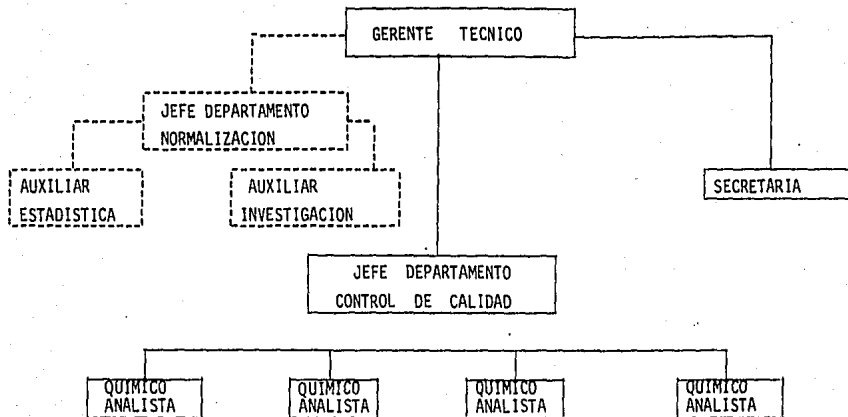 GERENTE TECNICO
JEFE DEPARTAMENTO
NORMALIZACION
AUXILIAR
ESTADISTICA
AUXILIAR
INVESTIGACION
SECRETARIA
JEFE DEPARTAMENTO
CONTROL DE CALIDAD
QUIMICO
ANALISTA
QUIMICO
ANALISTA
QUIMICO
ANALISTA
QUIMICO
ANALISTA